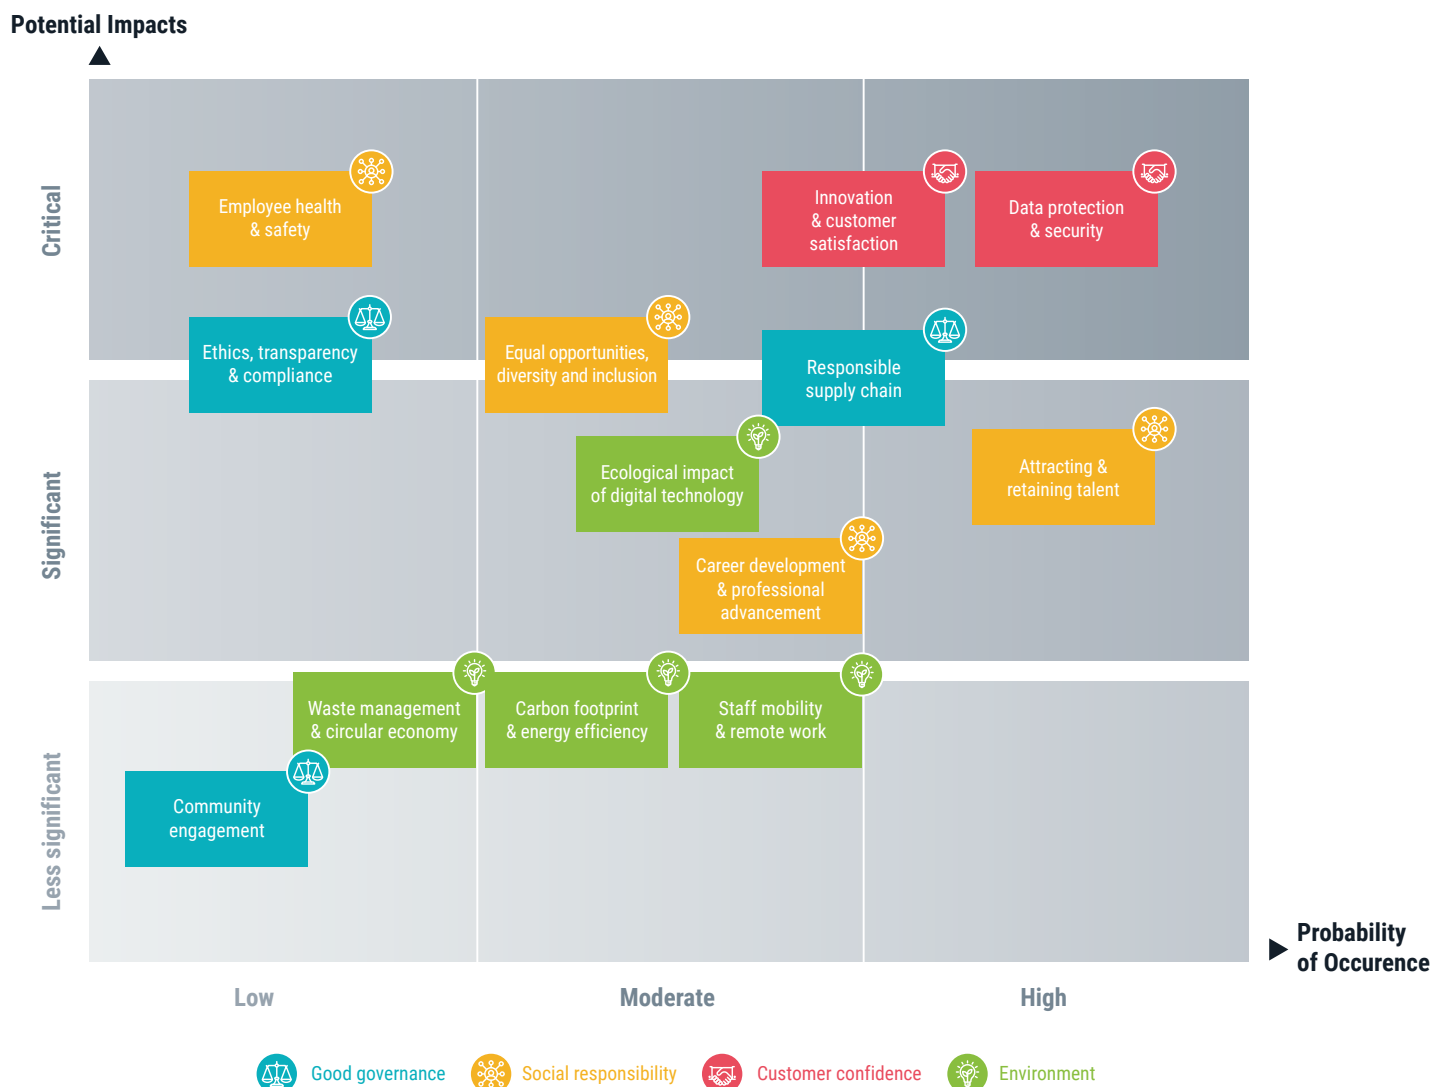 Potential Impacts
Critical
Employee health
& safety
Innovation
& customer
satisfaction
Data protection
& security
Ethics, transparency
& compliance
Equal opportunities,
diversity and inclusion
Responsible
supply chain
Significant
Ecological impact
of digital technology
Attracting &
retaining talent
Career development
& professional
advancement
Less significant
Waste management
& circular economy
Carbon footprint
& energy efficiency
Staff mobility
& remote work
Community
engagement
Probability
of Occurence
Low
Moderate
High
Good governance
Social responsibility
Customer confidence
Environment